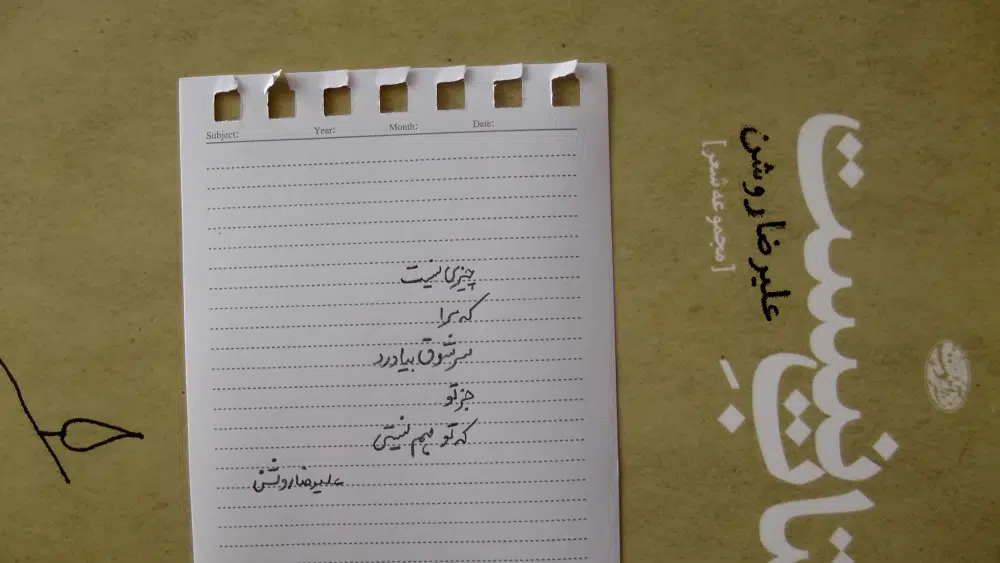 Subject: Year: Month: Date:
چیزی نیست
که مرا
سر شوق بیاورد
جز تو
که تو هم نیستی
علیرضا روشن
علیرضا روشن
[مجموعه شعر]
نیست